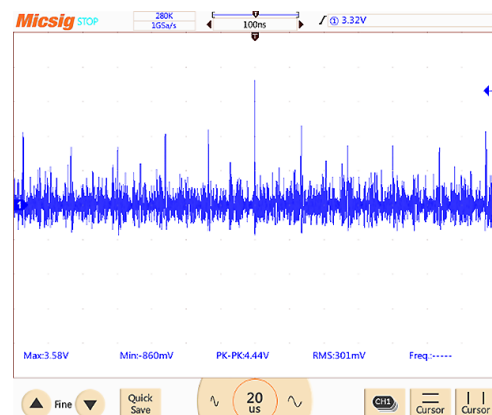 Micsig STOP
280K
1GSa/s
100ns
1 3.32V
1
Max:3.58V Min:-860mV PK-PK:4.44V RMS:301mV Freq.:-----
Fine
Quick
Save
20
us
CH1
Cursor
Cursor